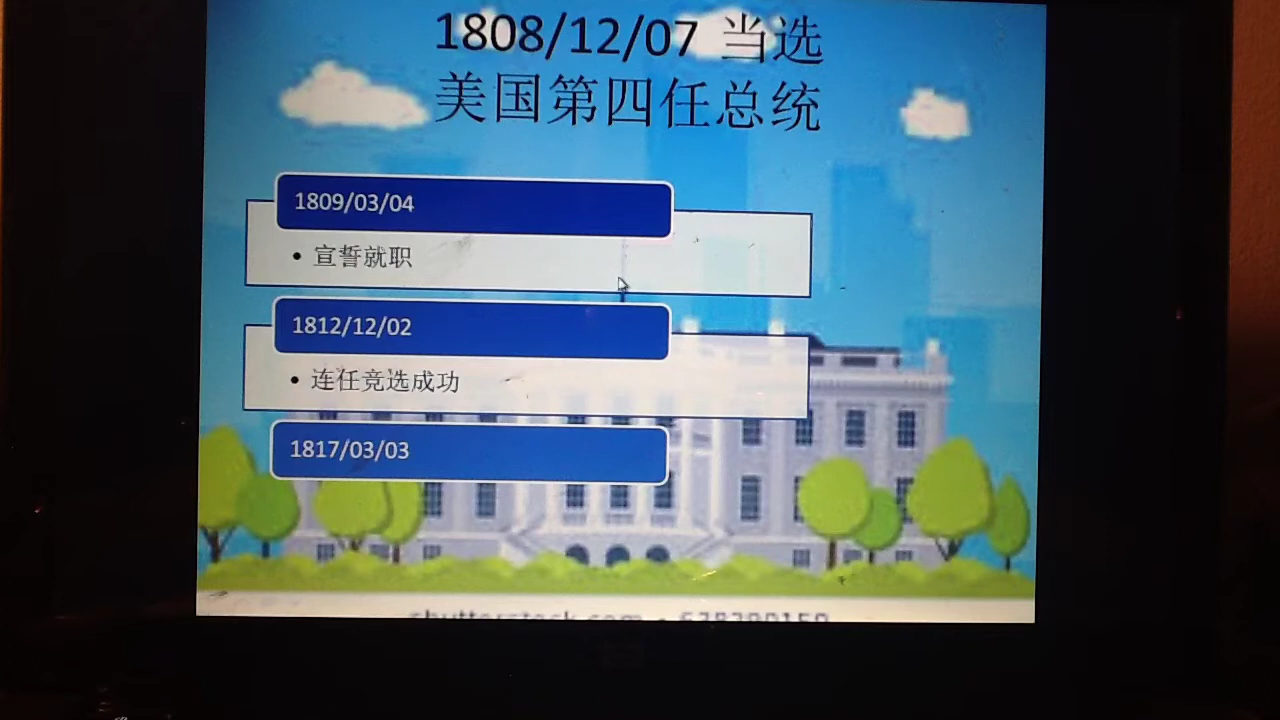 1808/12/07 当选
美国第四任总统
1809/03/04
• 宣誓就职
1812/12/02
• 连任竞选成功
1817/03/03